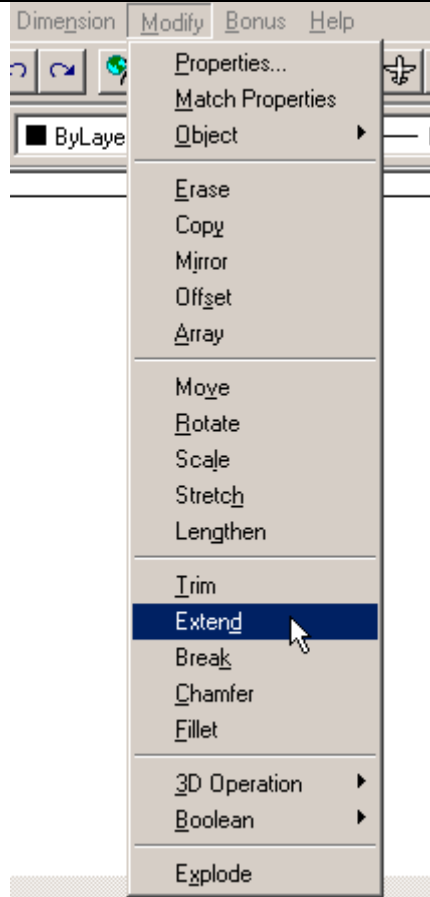 Dimension Modify Bonus Help
Properties...
Match Properties
ByLaye Object
Erase
Copy
Mirror
Offset
Array
Move
Rotate
Scale
Stretch
Lengthen
Trim
Extend
Break
Chamfer
Fillet
3D Operation
Boolean
Explode